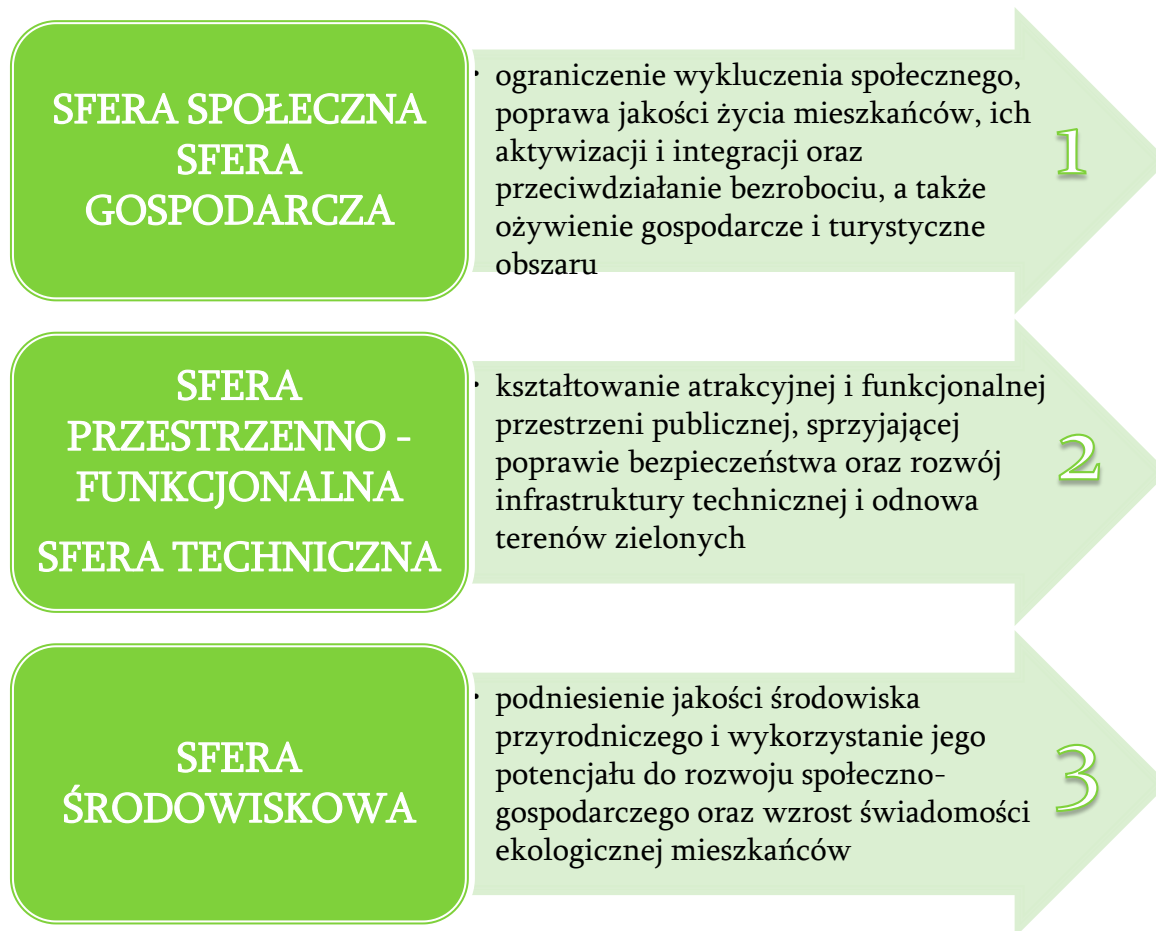 SFERA SPOŁECZNA
SFERA
GOSPODARCZA
• ograniczenie wykluczenia społecznego,
poprawa jakości życia mieszkańców, ich
aktywizacji i integracji oraz
przeciwdziałanie bezrobociu, a także
ożywienie gospodarcze i turystyczne
obszaru
1
SFERA
PRZESTRZENNO -
FUNKCJONALNA
SFERA TECHNICZNA
• kształtowanie atrakcyjnej i funkcjonalnej
przestrzeni publicznej, sprzyjającej
poprawie bezpieczeństwa oraz rozwój
infrastruktury technicznej i odnowa
terenów zielonych
2
SFERA
ŚRODOWISKOWA
• podniesienie jakości środowiska
przyrodniczego i wykorzystanie jego
potencjału do rozwoju społeczno-
gospodarczego oraz wzrost świadomości
ekologicznej mieszkańców
3